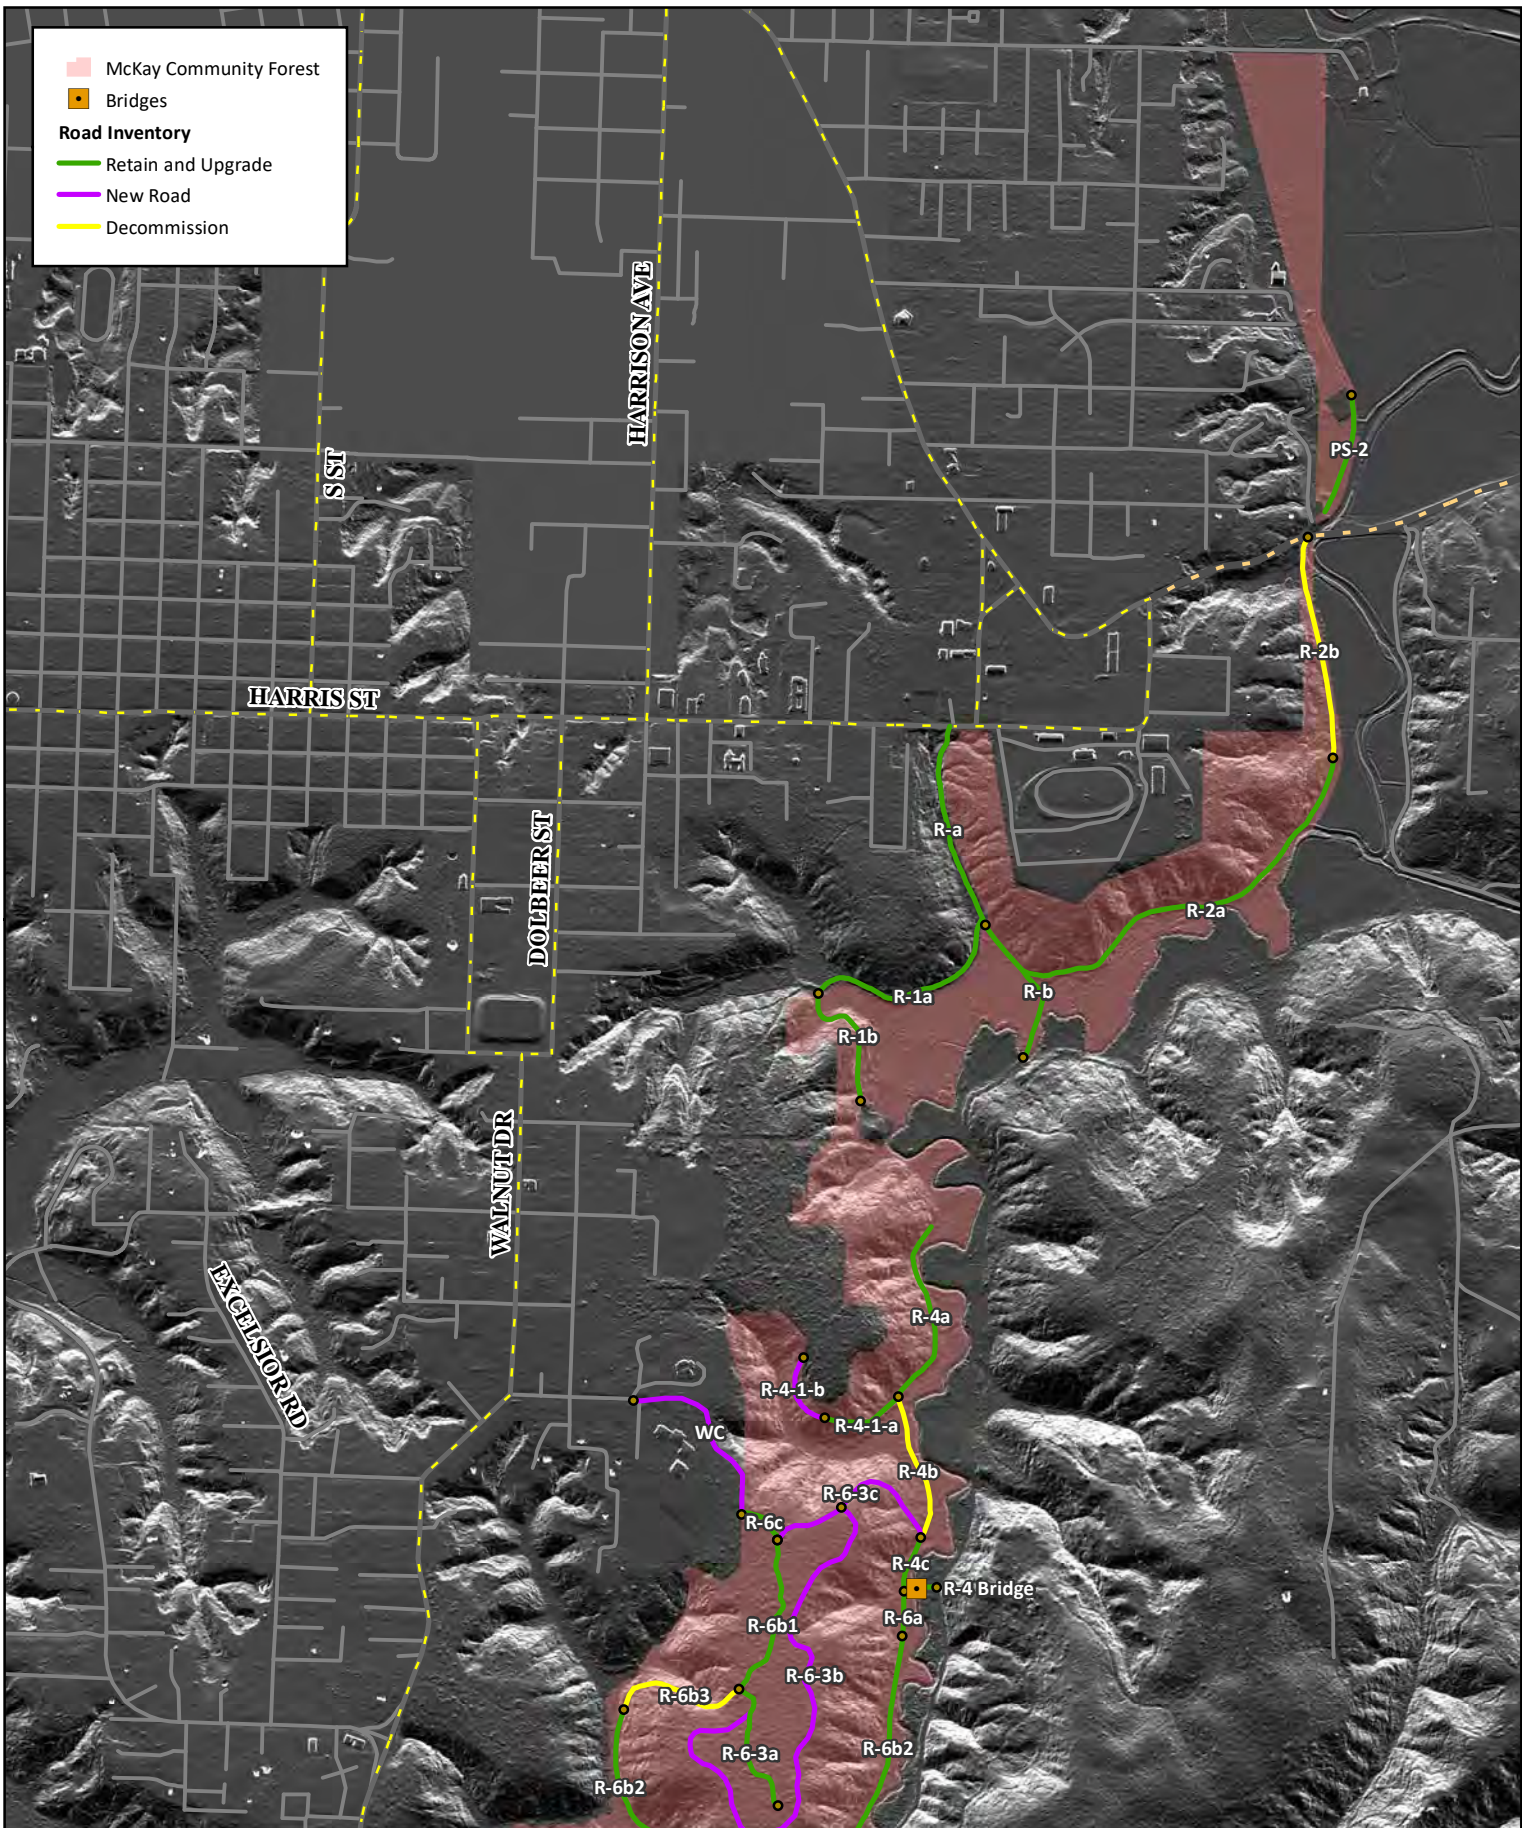 McKay Community Forest
Bridges
Road Inventory
Retain and Upgrade
New Road
Decommission
HARRISON AVE
S ST
PS-2
R-2b
HARRIS ST
DOLBEER ST
R-a
R-2a
R-b
R-1a
R-1b
WALNUT DR
EXCELSIOR RD
R-4a
R-4-1-b
R-4-1-a
WC
R-4b
R-6-3c
R-6c
R-4c
R-4 Bridge
R-6a
R-6b1
R-6-3b
R-6b3
R-6-3a
R-6b2
R-6b2